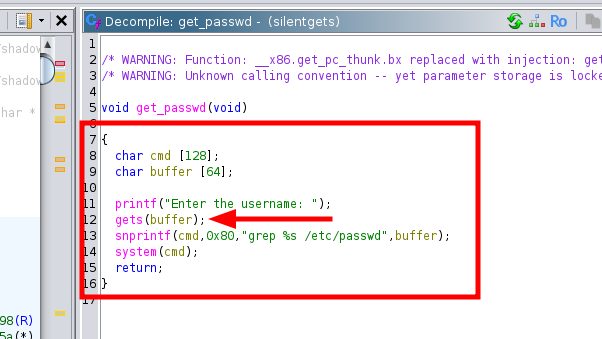 Decompile: get_passwd - (silentgets)
Ro
/shadow
/shadow
har *
98(R)
5a(*)
1
2 /* WARNING: Function: __x86.get_pc_thunk.bx replaced with injection: get
3 /* WARNING: Unknown calling convention -- yet parameter storage is locke
4
5 void get_passwd(void)
6
7 {
8 char cmd [128];
9 char buffer [64];
10
11 printf("Enter the username: ");
12 gets(buffer);
13 snprintf(cmd,0x80,"grep %s /etc/passwd",buffer);
14 system(cmd);
15 return;
16 }
17